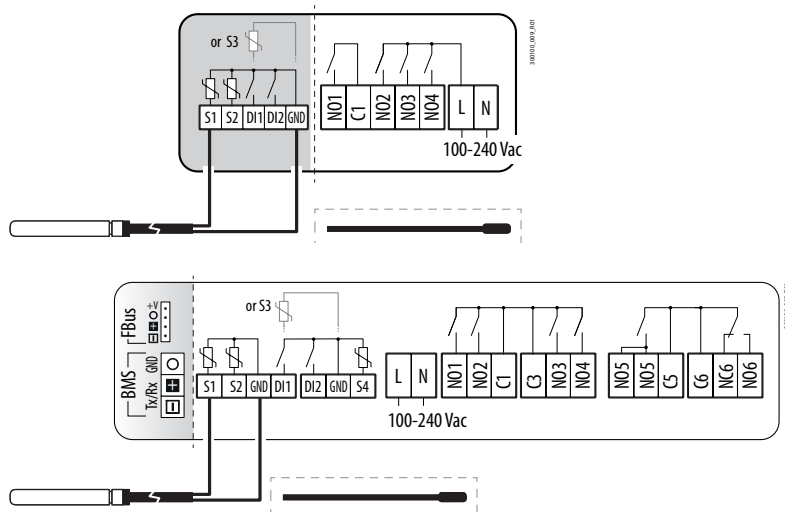 or S3
300100_009_R01
S1 S2 DI1 DI2 GND
NO1 C1 NO2 NO3 NO4 L N
100-240 Vac
FBus
+V
BMS
GND
Tx/Rx
or S3
S1 S2 GND DI1 DI2 GND S4
L N
NO1 NO2 C1 C3 NO3 NO4
NO5 NO5 C5 C6 NC6 NO6
100-240 Vac